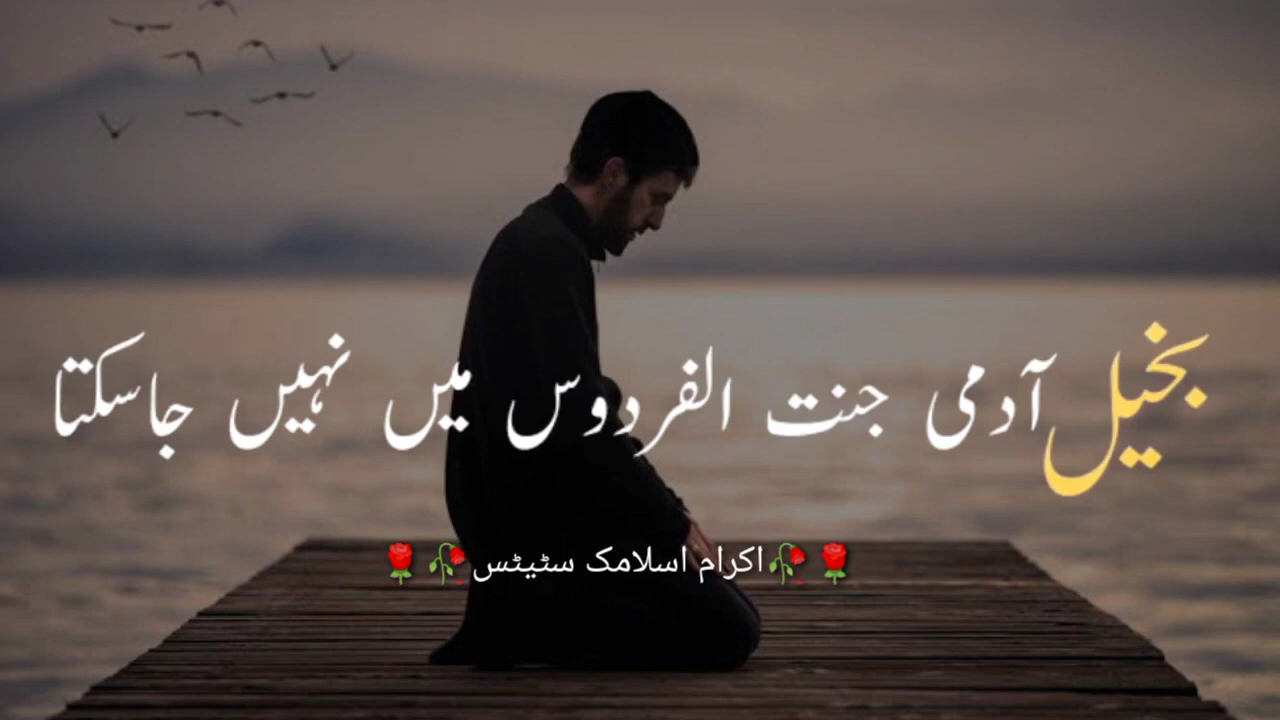 بخیل آدمی جنت الفردوس میں نہیں جاسکتا
🌹🥀اکرام اسلامک سٹیٹس🥀🌹